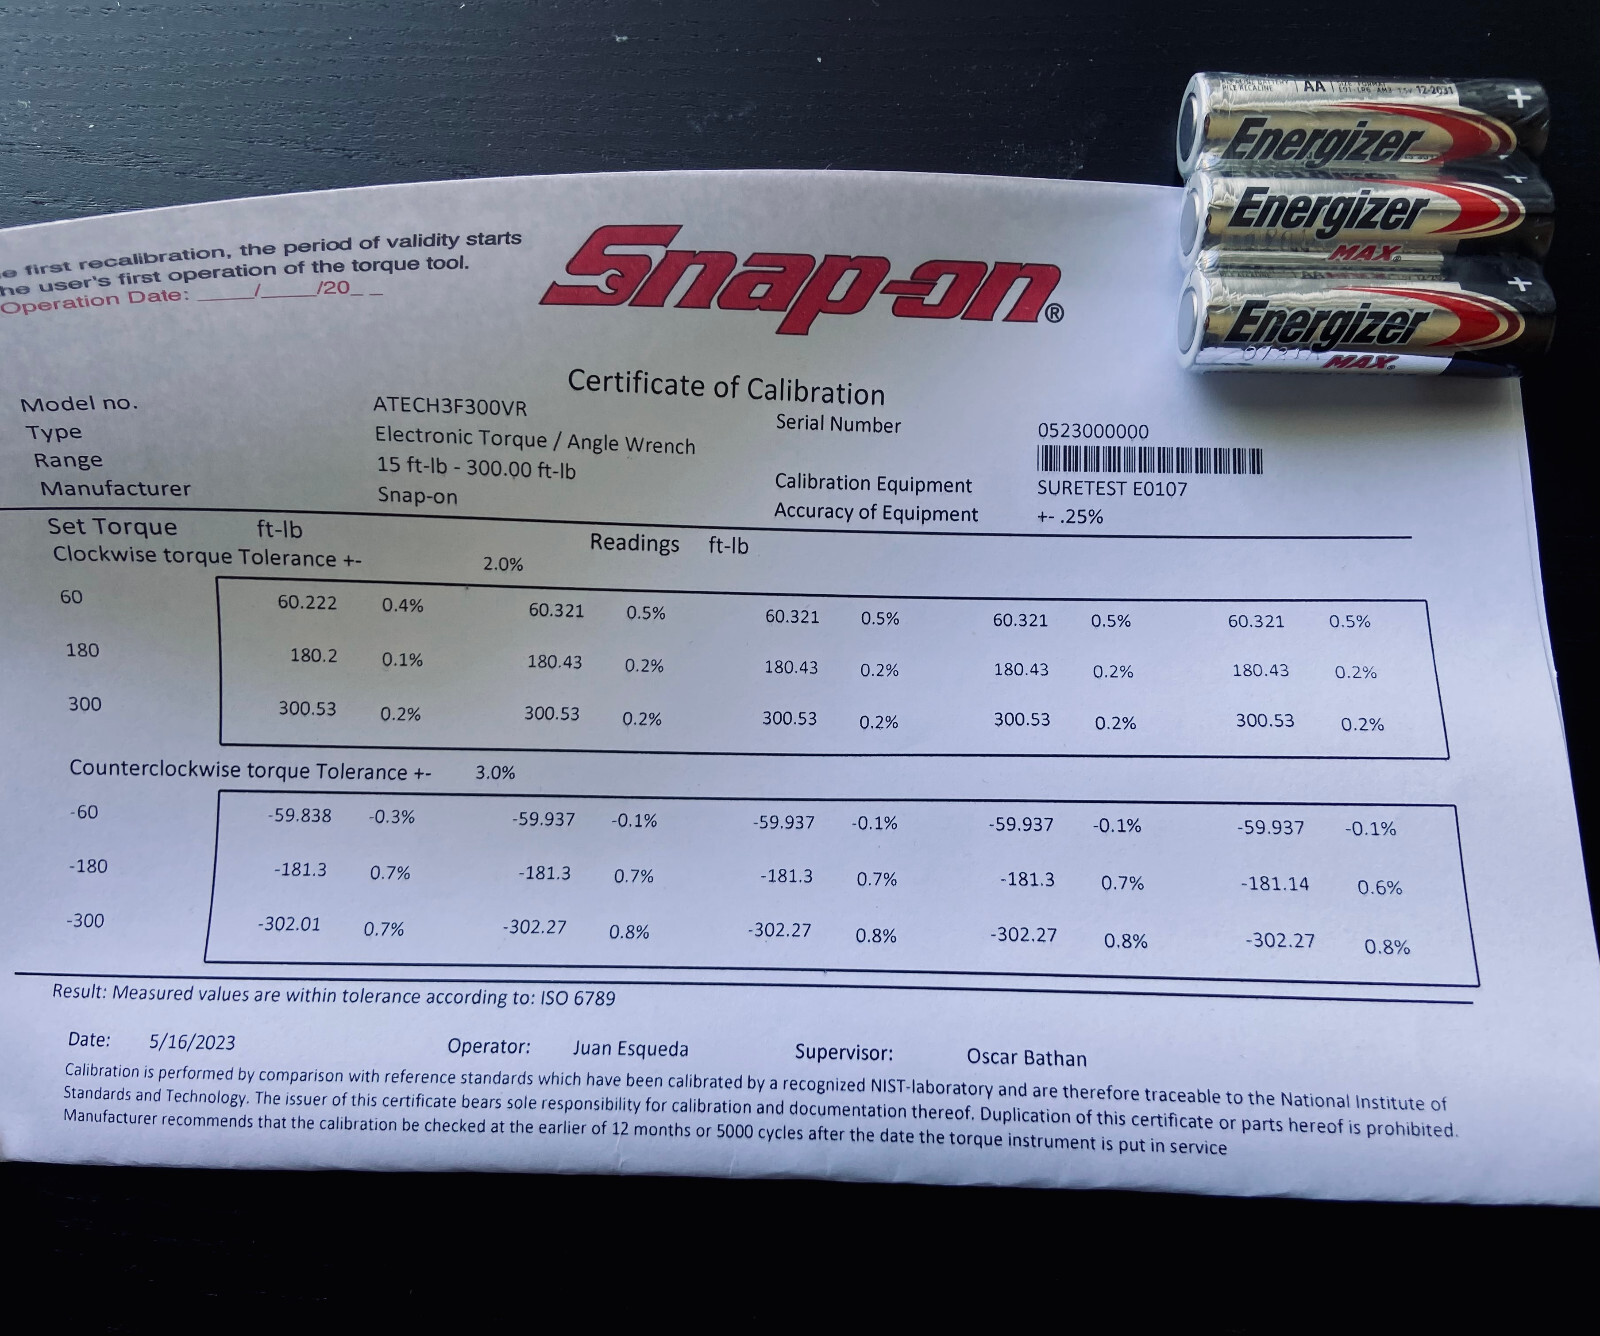 AA 12-2031
Energizer
Energizer
MAX®
Energizer
MAX®
e first recalibration, the period of validity starts
he user's first operation of the torque tool.
Operation Date: _____/_____/20_ _
Snap-on®
Certificate of Calibration
Model no. ATECH3F300VR Serial Number 0523000000
Type Electronic Torque / Angle Wrench
Range 15 ft-lb - 300.00 ft-lb Calibration Equipment SURETEST E0107
Manufacturer Snap-on Accuracy of Equipment +- .25%
Set Torque ft-lb Readings ft-lb
Clockwise torque Tolerance +- 2.0%
60 60.222 0.4% 60.321 0.5% 60.321 0.5% 60.321 0.5% 60.321 0.5%
180 180.2 0.1% 180.43 0.2% 180.43 0.2% 180.43 0.2% 180.43 0.2%
300 300.53 0.2% 300.53 0.2% 300.53 0.2% 300.53 0.2% 300.53 0.2%
Counterclockwise torque Tolerance +- 3.0%
-60 -59.838 -0.3% -59.937 -0.1% -59.937 -0.1% -59.937 -0.1% -59.937 -0.1%
-180 -181.3 0.7% -181.3 0.7% -181.3 0.7% -181.3 0.7% -181.14 0.6%
-300 -302.01 0.7% -302.27 0.8% -302.27 0.8% -302.27 0.8% -302.27 0.8%
Result: Measured values are within tolerance according to: ISO 6789
Date: 5/16/2023 Operator: Juan Esqueda Supervisor: Oscar Bathan
Calibration is performed by comparison with reference standards which have been calibrated by a recognized NIST-laboratory and are therefore traceable to the National Institute of
Standards and Technology. The issuer of this certificate bears sole responsibility for calibration and documentation thereof. Duplication of this certificate or parts hereof is prohibited.
Manufacturer recommends that the calibration be checked at the earlier of 12 months or 5000 cycles after the date the torque instrument is put in service